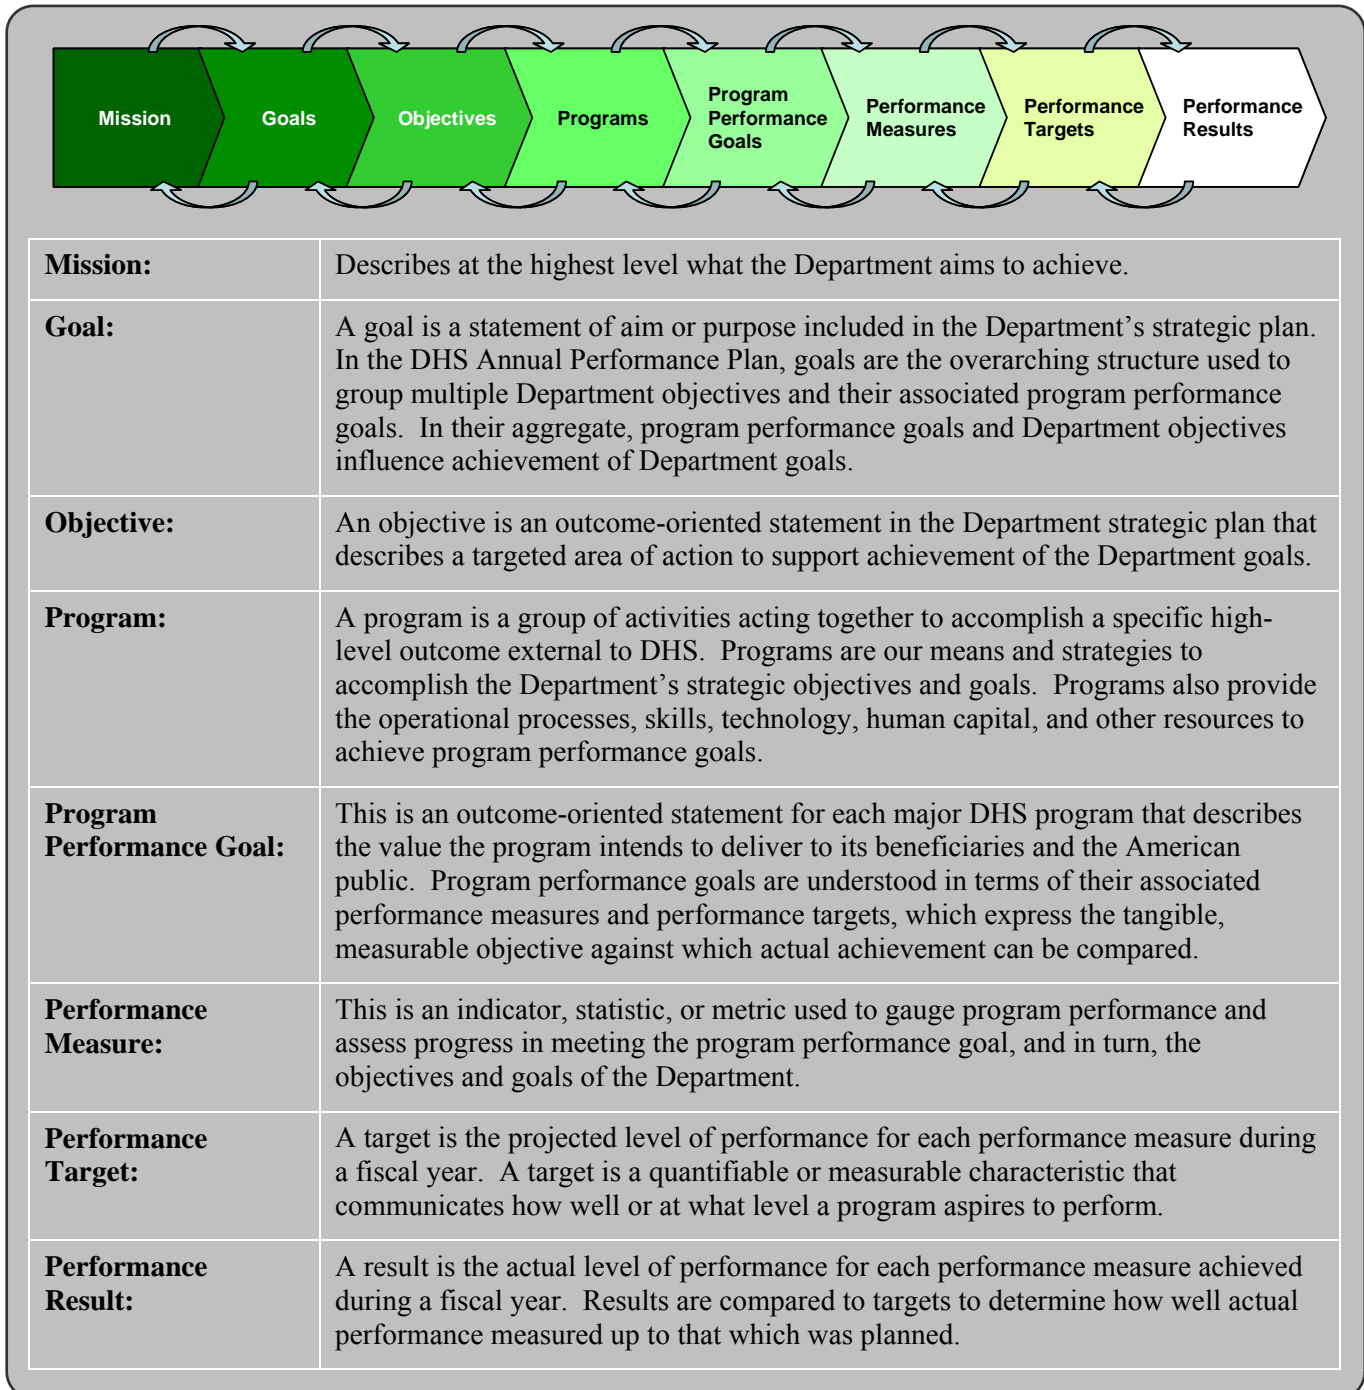 Mission
Goals
Objectives
Programs
Program
Performance
Goals
Performance
Measures
Performance
Targets
Performance
Results
Mission:
Describes at the highest level what the Department aims to achieve.
Goal:
A goal is a statement of aim or purpose included in the Department’s strategic plan.
In the DHS Annual Performance Plan, goals are the overarching structure used to
group multiple Department objectives and their associated program performance
goals.  In their aggregate, program performance goals and Department objectives
influence achievement of Department goals.
Objective:
An objective is an outcome-oriented statement in the Department strategic plan that
describes a targeted area of action to support achievement of the Department goals.
Program:
A program is a group of activities acting together to accomplish a specific high-
level outcome external to DHS.  Programs are our means and strategies to
accomplish the Department’s strategic objectives and goals.  Programs also provide
the operational processes, skills, technology, human capital, and other resources to
achieve program performance goals.
Program
Performance Goal:
This is an outcome-oriented statement for each major DHS program that describes
the value the program intends to deliver to its beneficiaries and the American
public.  Program performance goals are understood in terms of their associated
performance measures and performance targets, which express the tangible,
measurable objective against which actual achievement can be compared.
Performance
Measure:
This is an indicator, statistic, or metric used to gauge program performance and
assess progress in meeting the program performance goal, and in turn, the
objectives and goals of the Department.
Performance
Target:
A target is the projected level of performance for each performance measure during
a fiscal year.  A target is a quantifiable or measurable characteristic that
communicates how well or at what level a program aspires to perform.
Performance
Result:
A result is the actual level of performance for each performance measure achieved
during a fiscal year.  Results are compared to targets to determine how well actual
performance measured up to that which was planned.